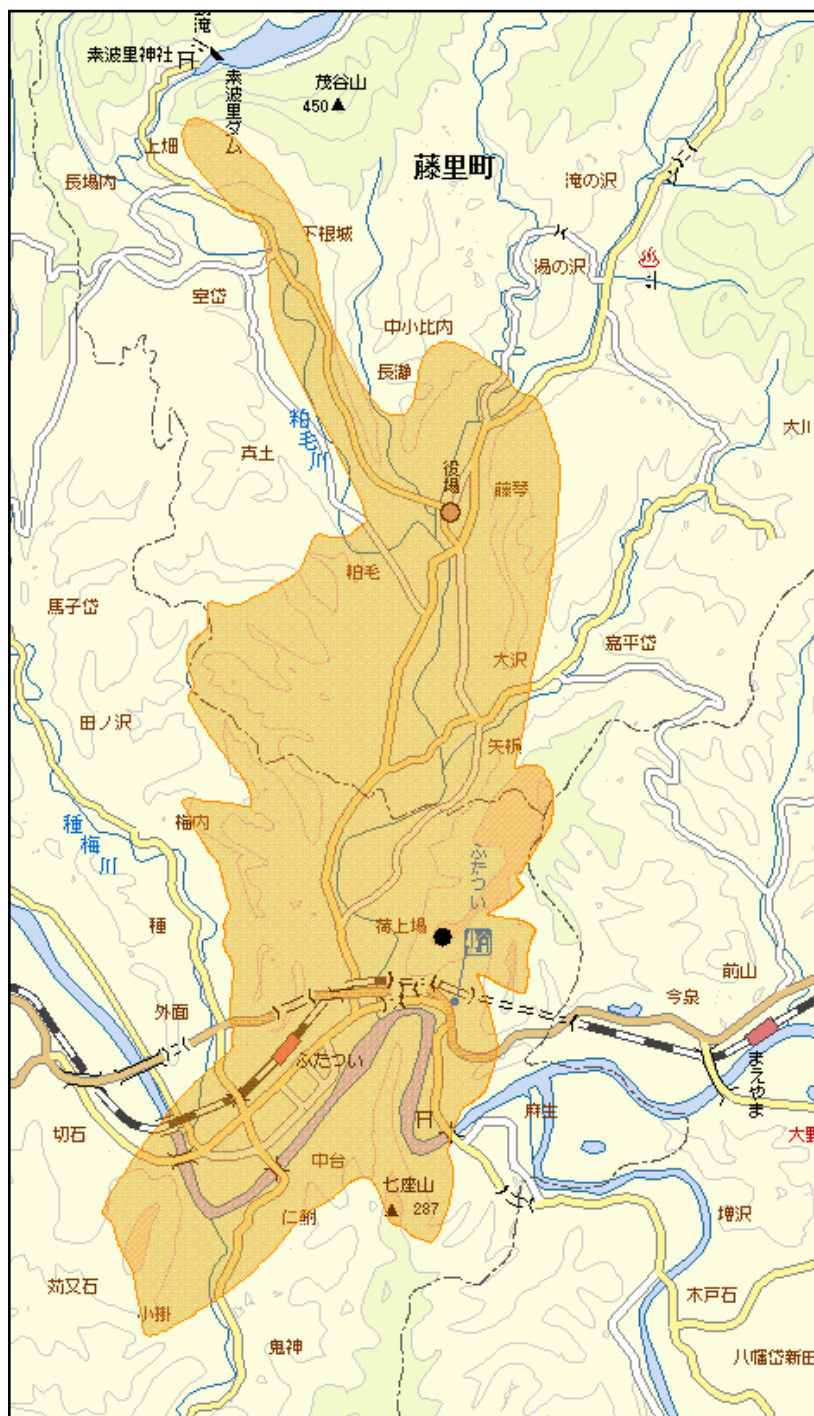 素波里神社
素波里ダム
茂谷山
450
上畑
藤里町
長場内
滝の沢
下根城
湯の沢
室岱
中小比内
長瀞
粕毛川
真土
役場
藤琴
大川
粕毛
馬子岱
嘉平岱
大沢
田ノ沢
矢坂
梅内
種梅川
ふたつい
荷上場
種
前山
今泉
外面
ふたつい
まえやま
麻生
切石
大野
中台
七座山
287
仁鮒
増沢
苅又石
木戸石
小掛
鬼神
八幡岱新田